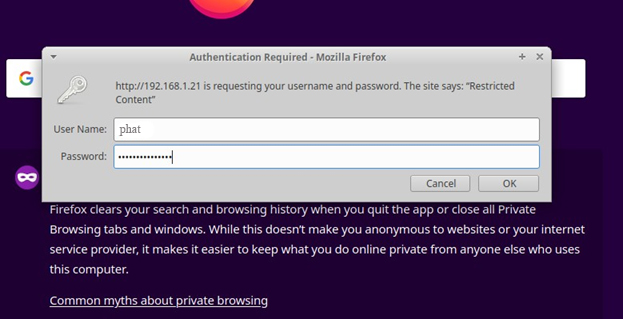 Authentication Required - Mozilla Firefox
http://192.168.1.21 is requesting your username and password. The site says: “Restricted
Content”
User Name: phat
Password: •••••••••••••••
Cancel OK
Firefox clears your search and browsing history when you quit the app or close all Private
Browsing tabs and windows. While this doesn’t make you anonymous to websites or your internet
service provider, it makes it easier to keep what you do online private from anyone else who uses
this computer.
Common myths about private browsing